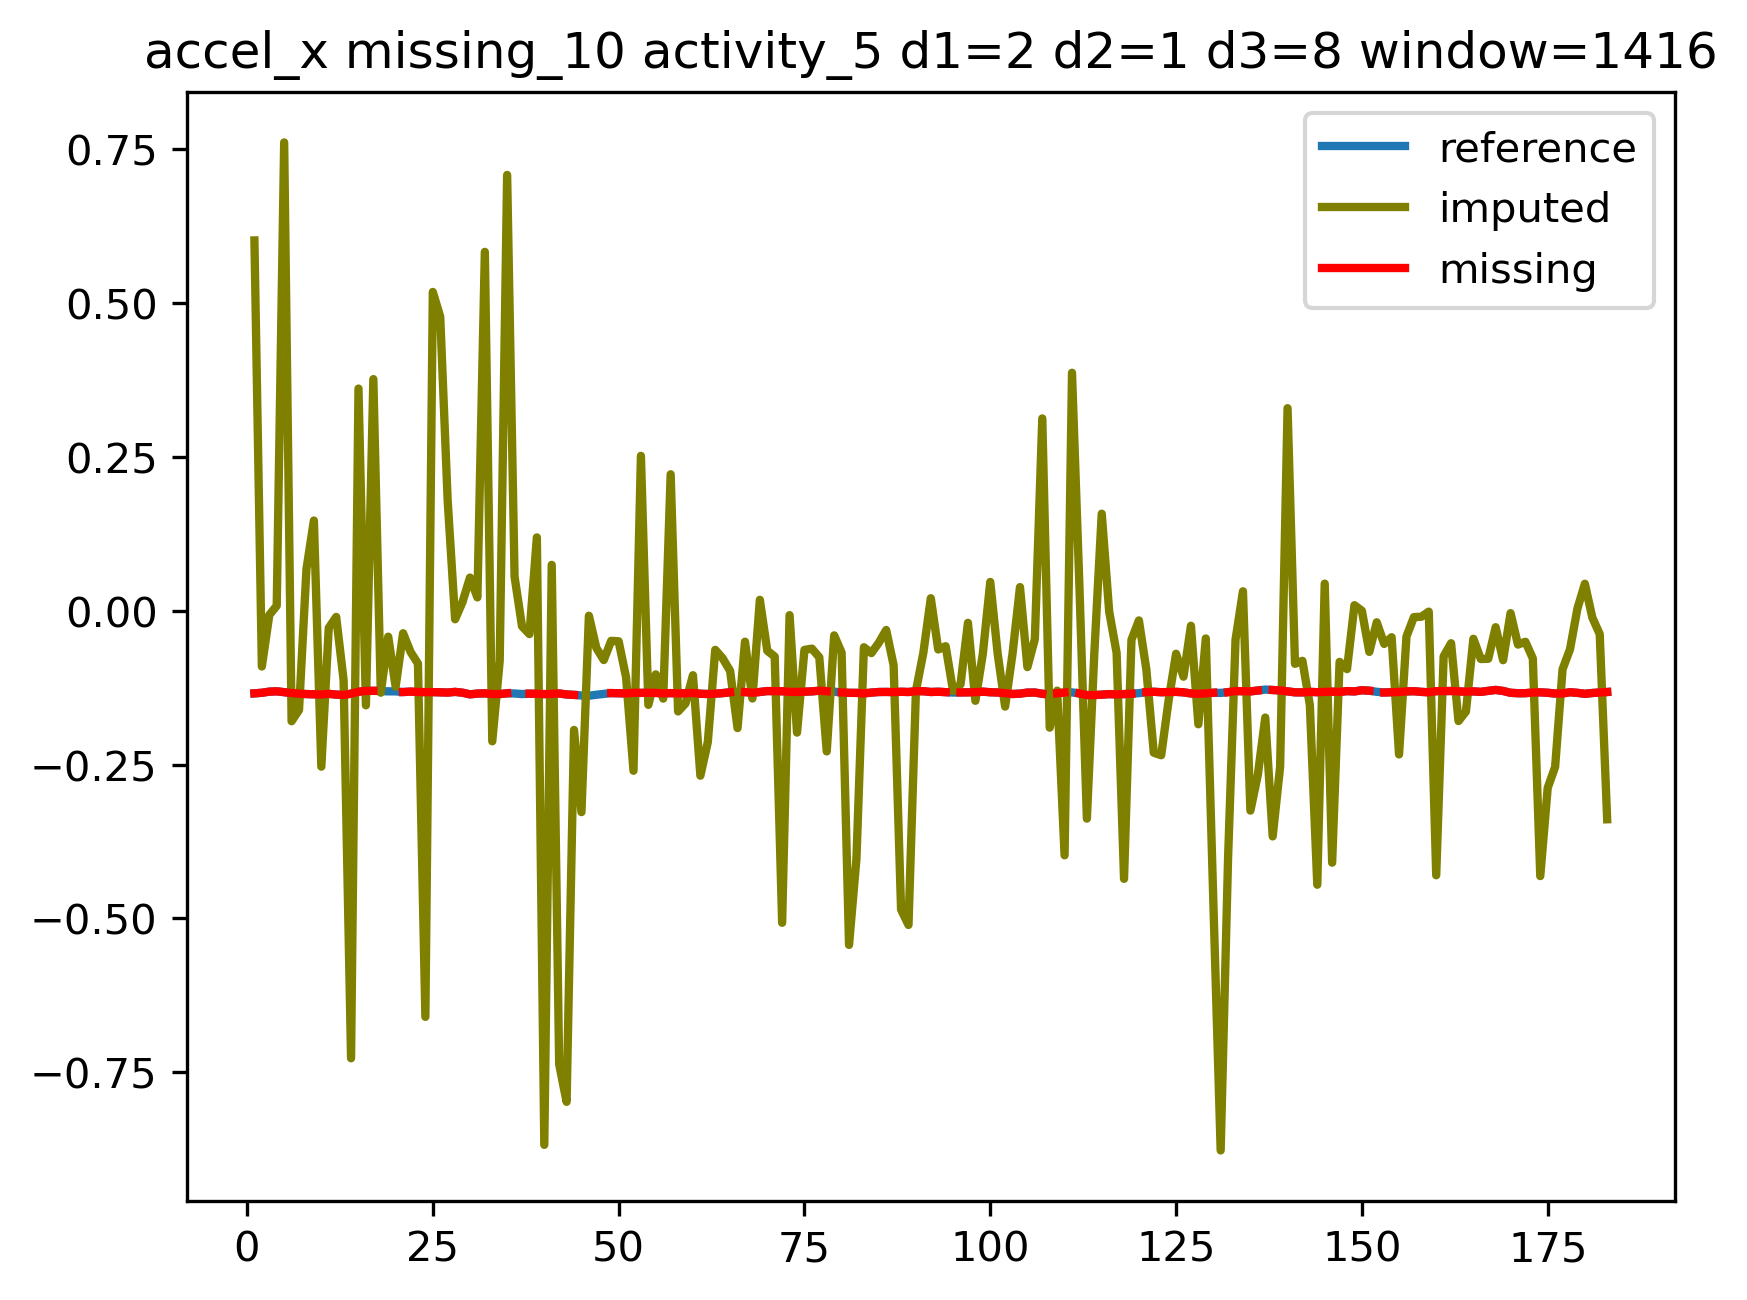 accel_x missing_10 activity_5 d1=2 d2=1 d3=8 window=1416
reference
imputed
missing
0.75
0.50
0.25
0.00
−0.25
−0.50
−0.75
0 25 50 75 100 125 150 175